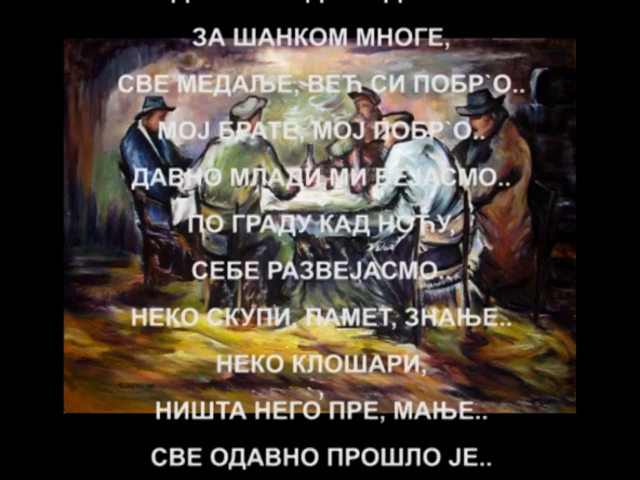 ЗА ШАНКОМ МНОГЕ,
СВЕ МЕДАЉЕ, ВЕЋ СИ ПОБР`О..
МОЈ БРАТЕ, МОЈ ПОБР`О..
ДАВНО МЛАДИ МИ ВЕЈАСМО..
ПО ГРАДУ КАД НОЋУ,
СЕБЕ РАЗВЕЈАСМО..
НЕКО СКУПИ, ПАМЕТ, ЗНАЊЕ..
НЕКО КЛОШАРИ,
,
НИШТА НЕГО ПРЕ, МАЊЕ..
СВЕ ОДАВНО ПРОШЛО ЈЕ..